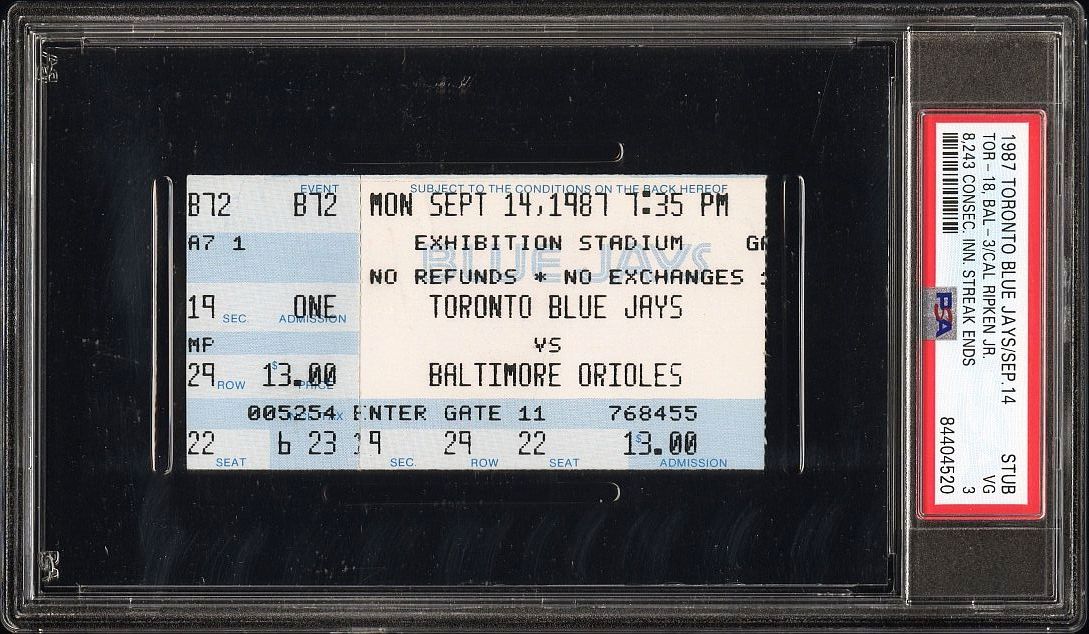 EVENT
B72 B72
A7 1
19 SEC. ONE
ADMISSION
MP
29 ROW $13.00
PRICE
005254
22 6 23
SEAT
SUBJECT TO THE CONDITIONS ON THE BACK HEREOF
MON SEPT 14,1987 7:35 PM
EXHIBITION STADIUM
BLUE JAYS
NO REFUNDS * NO EXCHANGES
TORONTO BLUE JAYS
VS
BALTIMORE ORIOLES
ENTER GATE 11 768455
19 29 22 $13.00
SEC. ROW SEAT ADMISSION
1987 TORONTO BLUE JAYS/SEP.14 STUB
TOR - 18, BAL - 3/CAL RIPKEN JR. VG
8,243 CONSEC. INN. STREAK ENDS 3
84404520
PSA